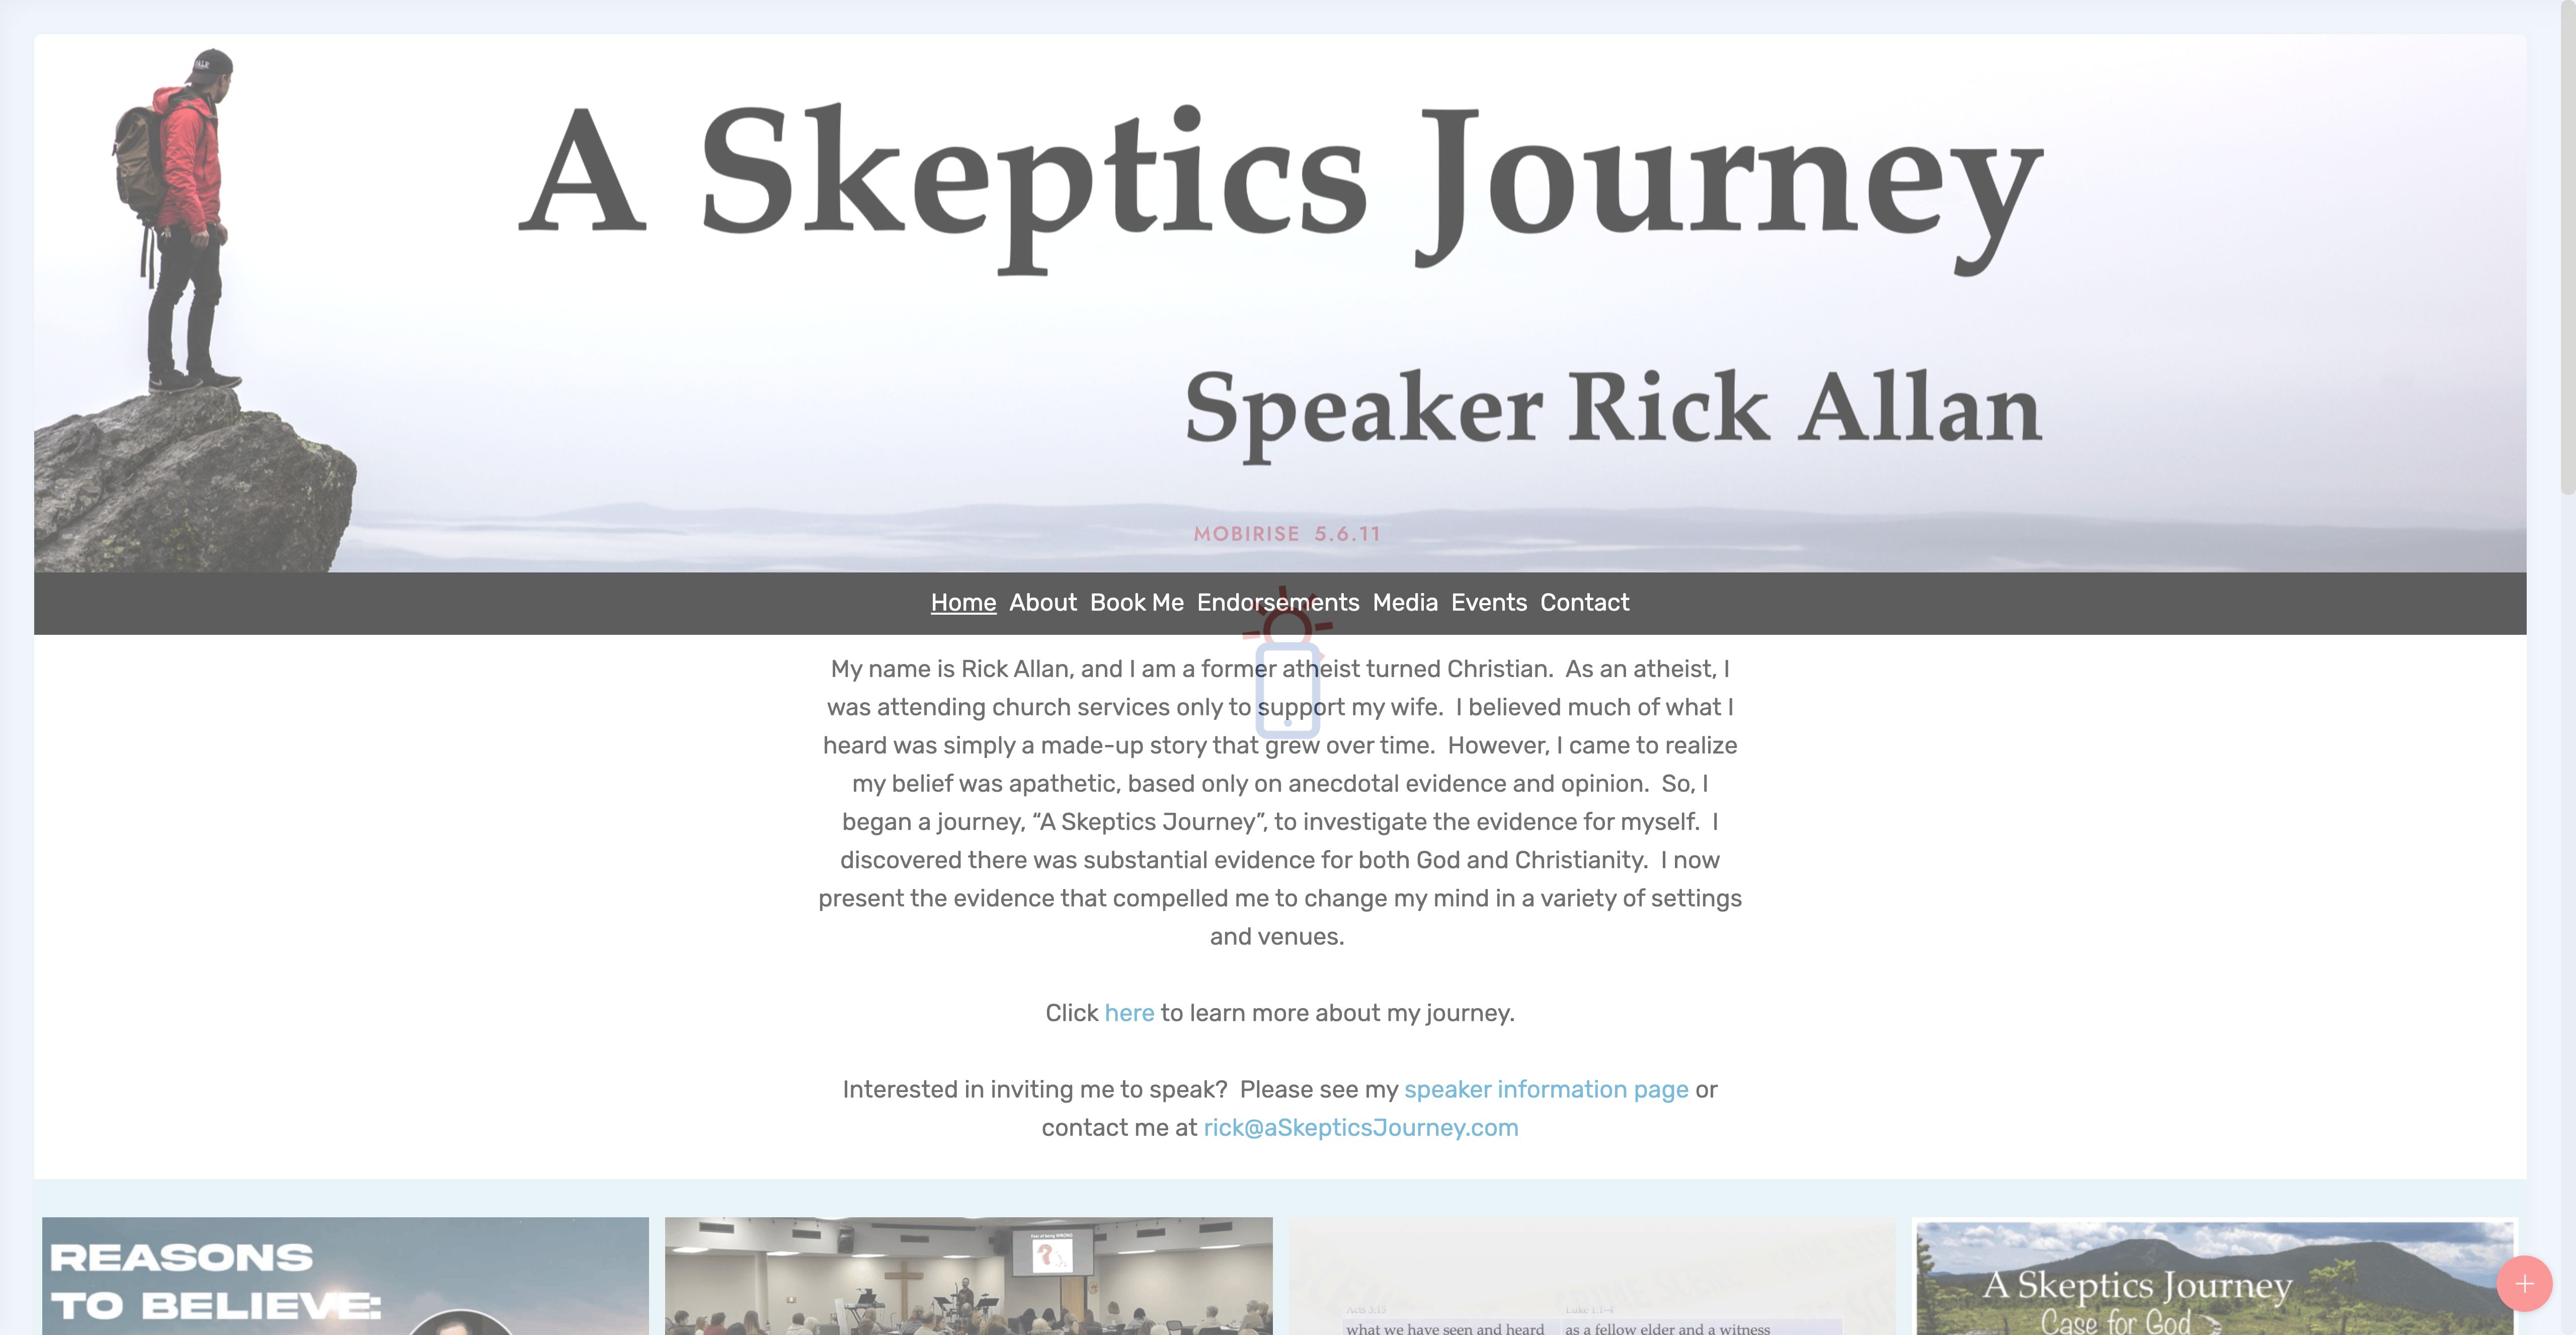 A Skeptics Journey
Speaker Rick Allan
MOBIRISE 5.6.11
Home About Book Me Endorsements Media Events Contact
My name is Rick Allan, and I am a former atheist turned Christian. As an atheist, I
was attending church services only to support my wife. I believed much of what I
heard was simply a made-up story that grew over time. However, I came to realize
my belief was apathetic, based only on anecdotal evidence and opinion. So, I
began a journey, “A Skeptics Journey”, to investigate the evidence for myself. I
discovered there was substantial evidence for both God and Christianity. I now
present the evidence that compelled me to change my mind in a variety of settings
and venues.
Click here to learn more about my journey.
Interested in inviting me to speak? Please see my speaker information page or
contact me at rick@aSkepticsJourney.com
REASONS
TO BELIEVE:
Fear of being WRONG
Acts 3:15 Luke 1:1-4
what we have seen and heard as a fellow elder and a witness
A Skeptics Journey
Case for God